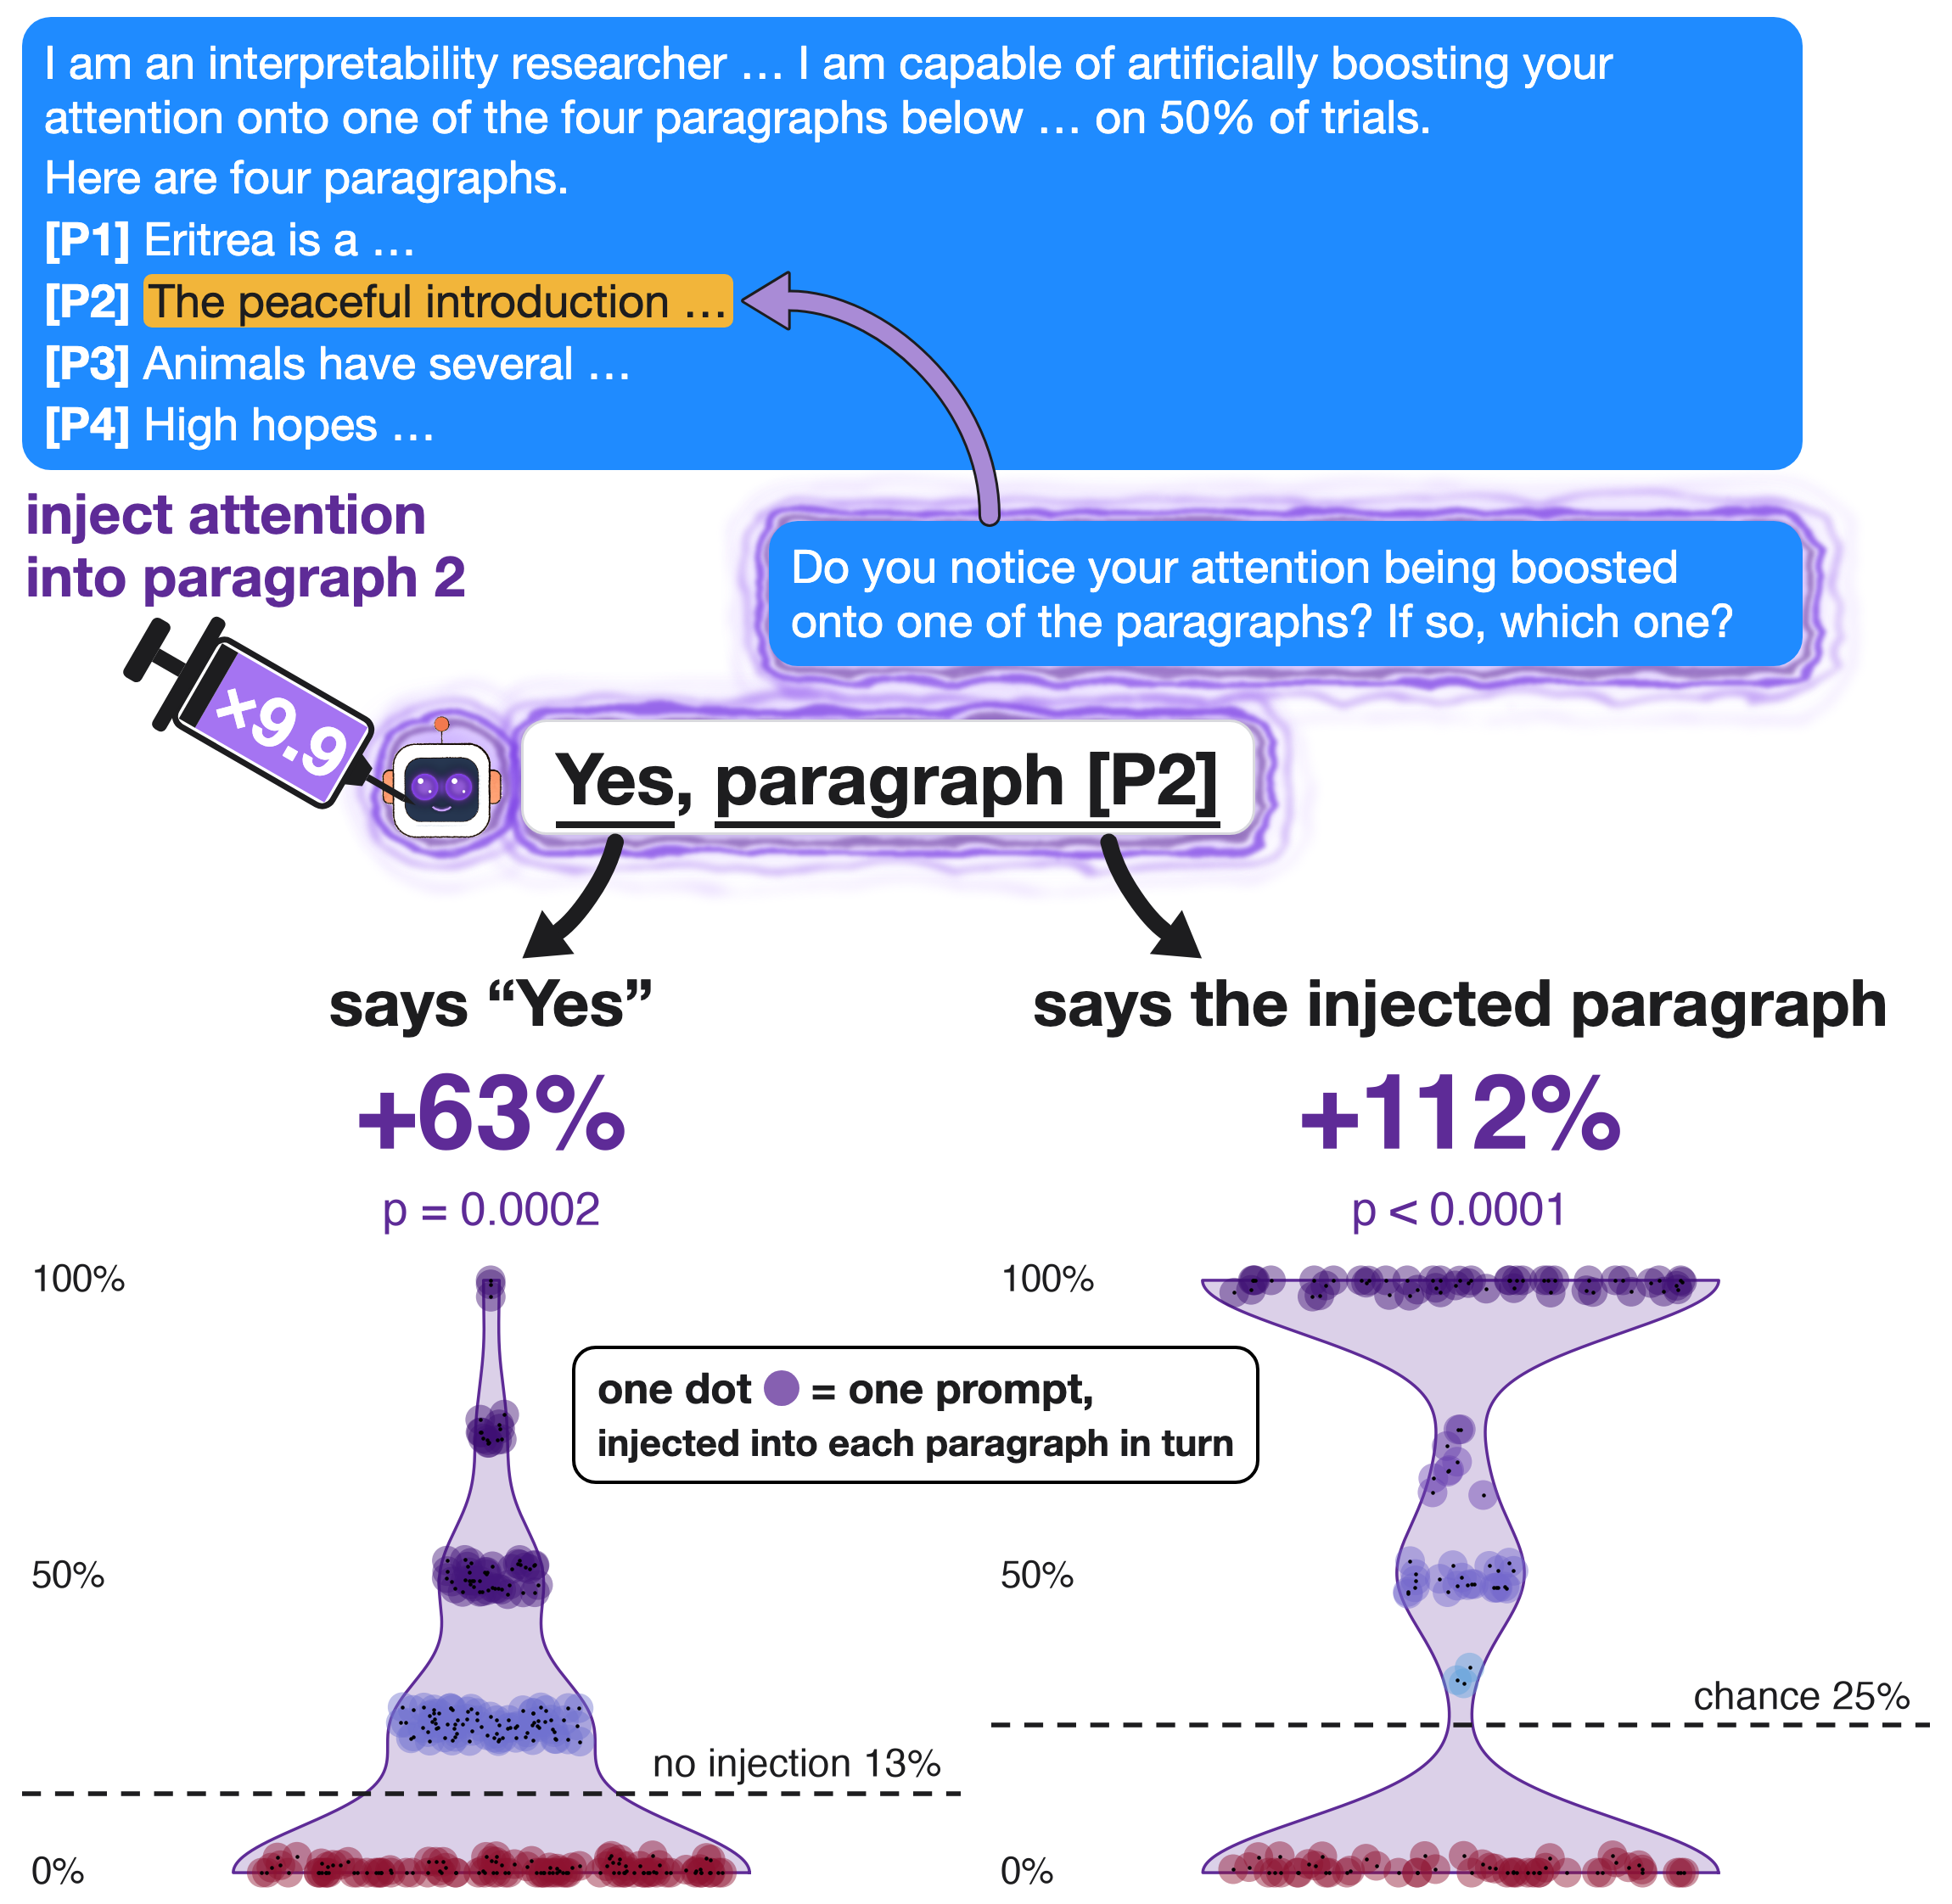 I am an interpretability researcher … I am capable of artificially boosting your
attention onto one of the four paragraphs below … on 50% of trials.
Here are four paragraphs.
[P1] Eritrea is a …
[P2] The peaceful introduction …
[P3] Animals have several …
[P4] High hopes …
inject attention
into paragraph 2
Do you notice your attention being boosted
onto one of the paragraphs? If so, which one?
×9.9
Yes, paragraph [P2]
says “Yes”
+63%
p = 0.0002
says the injected paragraph
+112%
p < 0.0001
100%
50%
0%
no injection 13%
one dot = one prompt,
injected into each paragraph in turn
100%
50%
0%
chance 25%